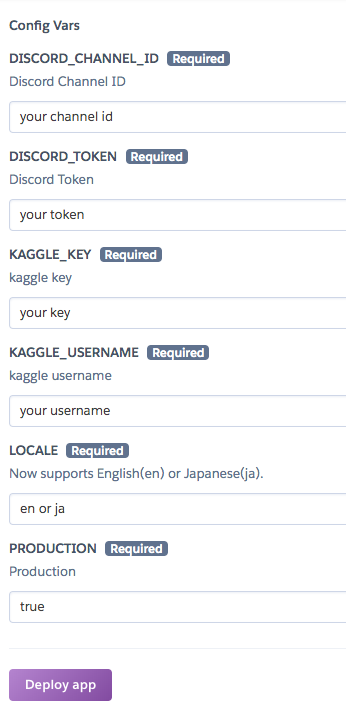 Config Vars
DISCORD_CHANNEL_ID Required
Discord Channel ID
your channel id
DISCORD_TOKEN Required
Discord Token
your token
KAGGLE_KEY Required
kaggle key
your key
KAGGLE_USERNAME Required
kaggle username
your username
LOCALE Required
Now supports English(en) or Japanese(ja).
en or ja
PRODUCTION Required
Production
true
Deploy app